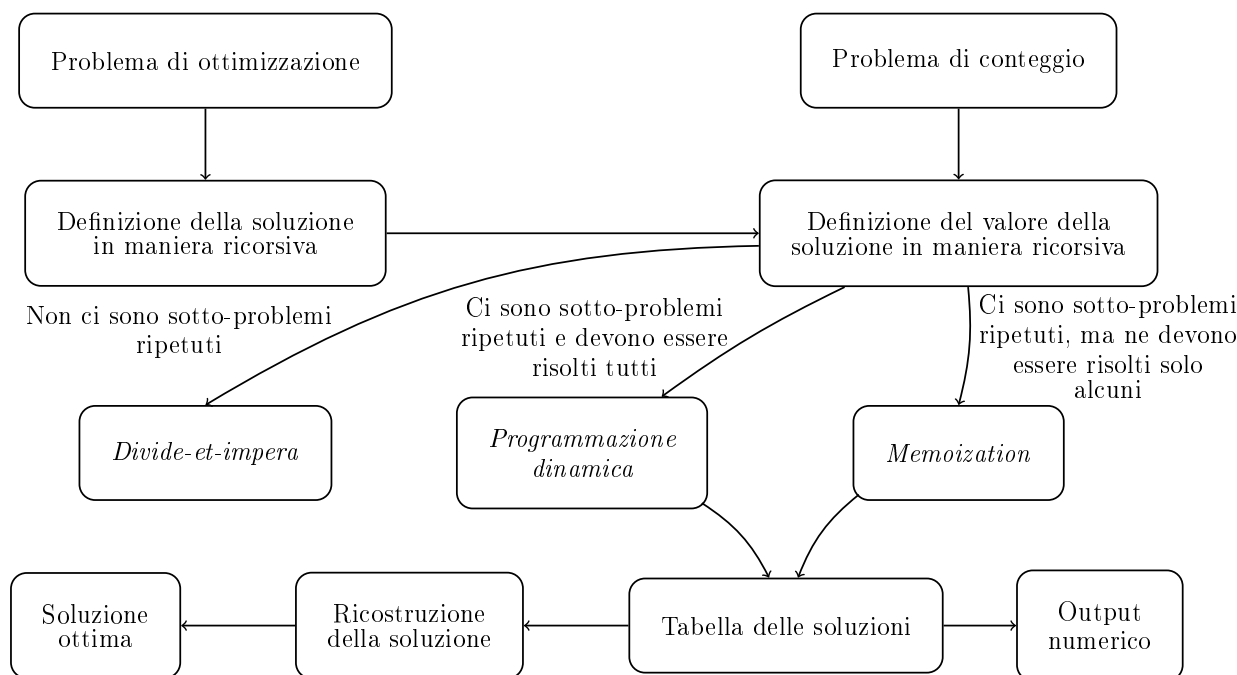 Problema di ottimizzazione
Problema di conteggio
Definizione della soluzione
in maniera ricorsiva
Definizione del valore della
soluzione in maniera ricorsiva
Non ci sono sotto-problemi
ripetuti
Ci sono sotto-problemi
ripetuti e devono essere
risolti tutti
Ci sono sotto-problemi
ripetuti, ma ne devono
essere risolti solo
alcuni
Divide-et-impera
Programmazione
dinamica
Memoization
Soluzione
ottima
Ricostruzione
della soluzione
Tabella delle soluzioni
Output
numerico